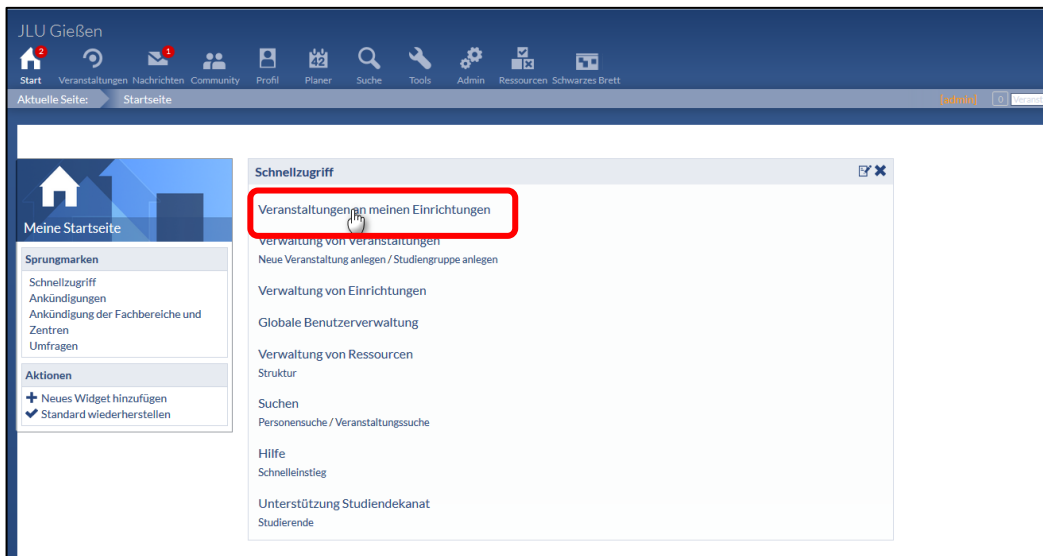 JLU Gießen
2
1
42
Start Veranstaltungen Nachrichten Community Profil Planer Suche Tools Admin Ressourcen Schwarzes Brett
Aktuelle Seite: Startseite
[admin] 0
Meine Startseite
Sprungmarken
Schnellzugriff
Ankündigungen
Ankündigung der Fachbereiche und
Zentren
Umfragen
Aktionen
Neues Widget hinzufügen
Standard wiederherstellen
Schnellzugriff
Veranstaltungen an meinen Einrichtungen
Verwaltung von Veranstaltungen
Neue Veranstaltung anlegen / Studiengruppe anlegen
Verwaltung von Einrichtungen
Globale Benutzerverwaltung
Verwaltung von Ressourcen
Struktur
Suchen
Personensuche / Veranstaltungssuche
Hilfe
Schnelleinstieg
Unterstützung Studiendekanat
Studierende